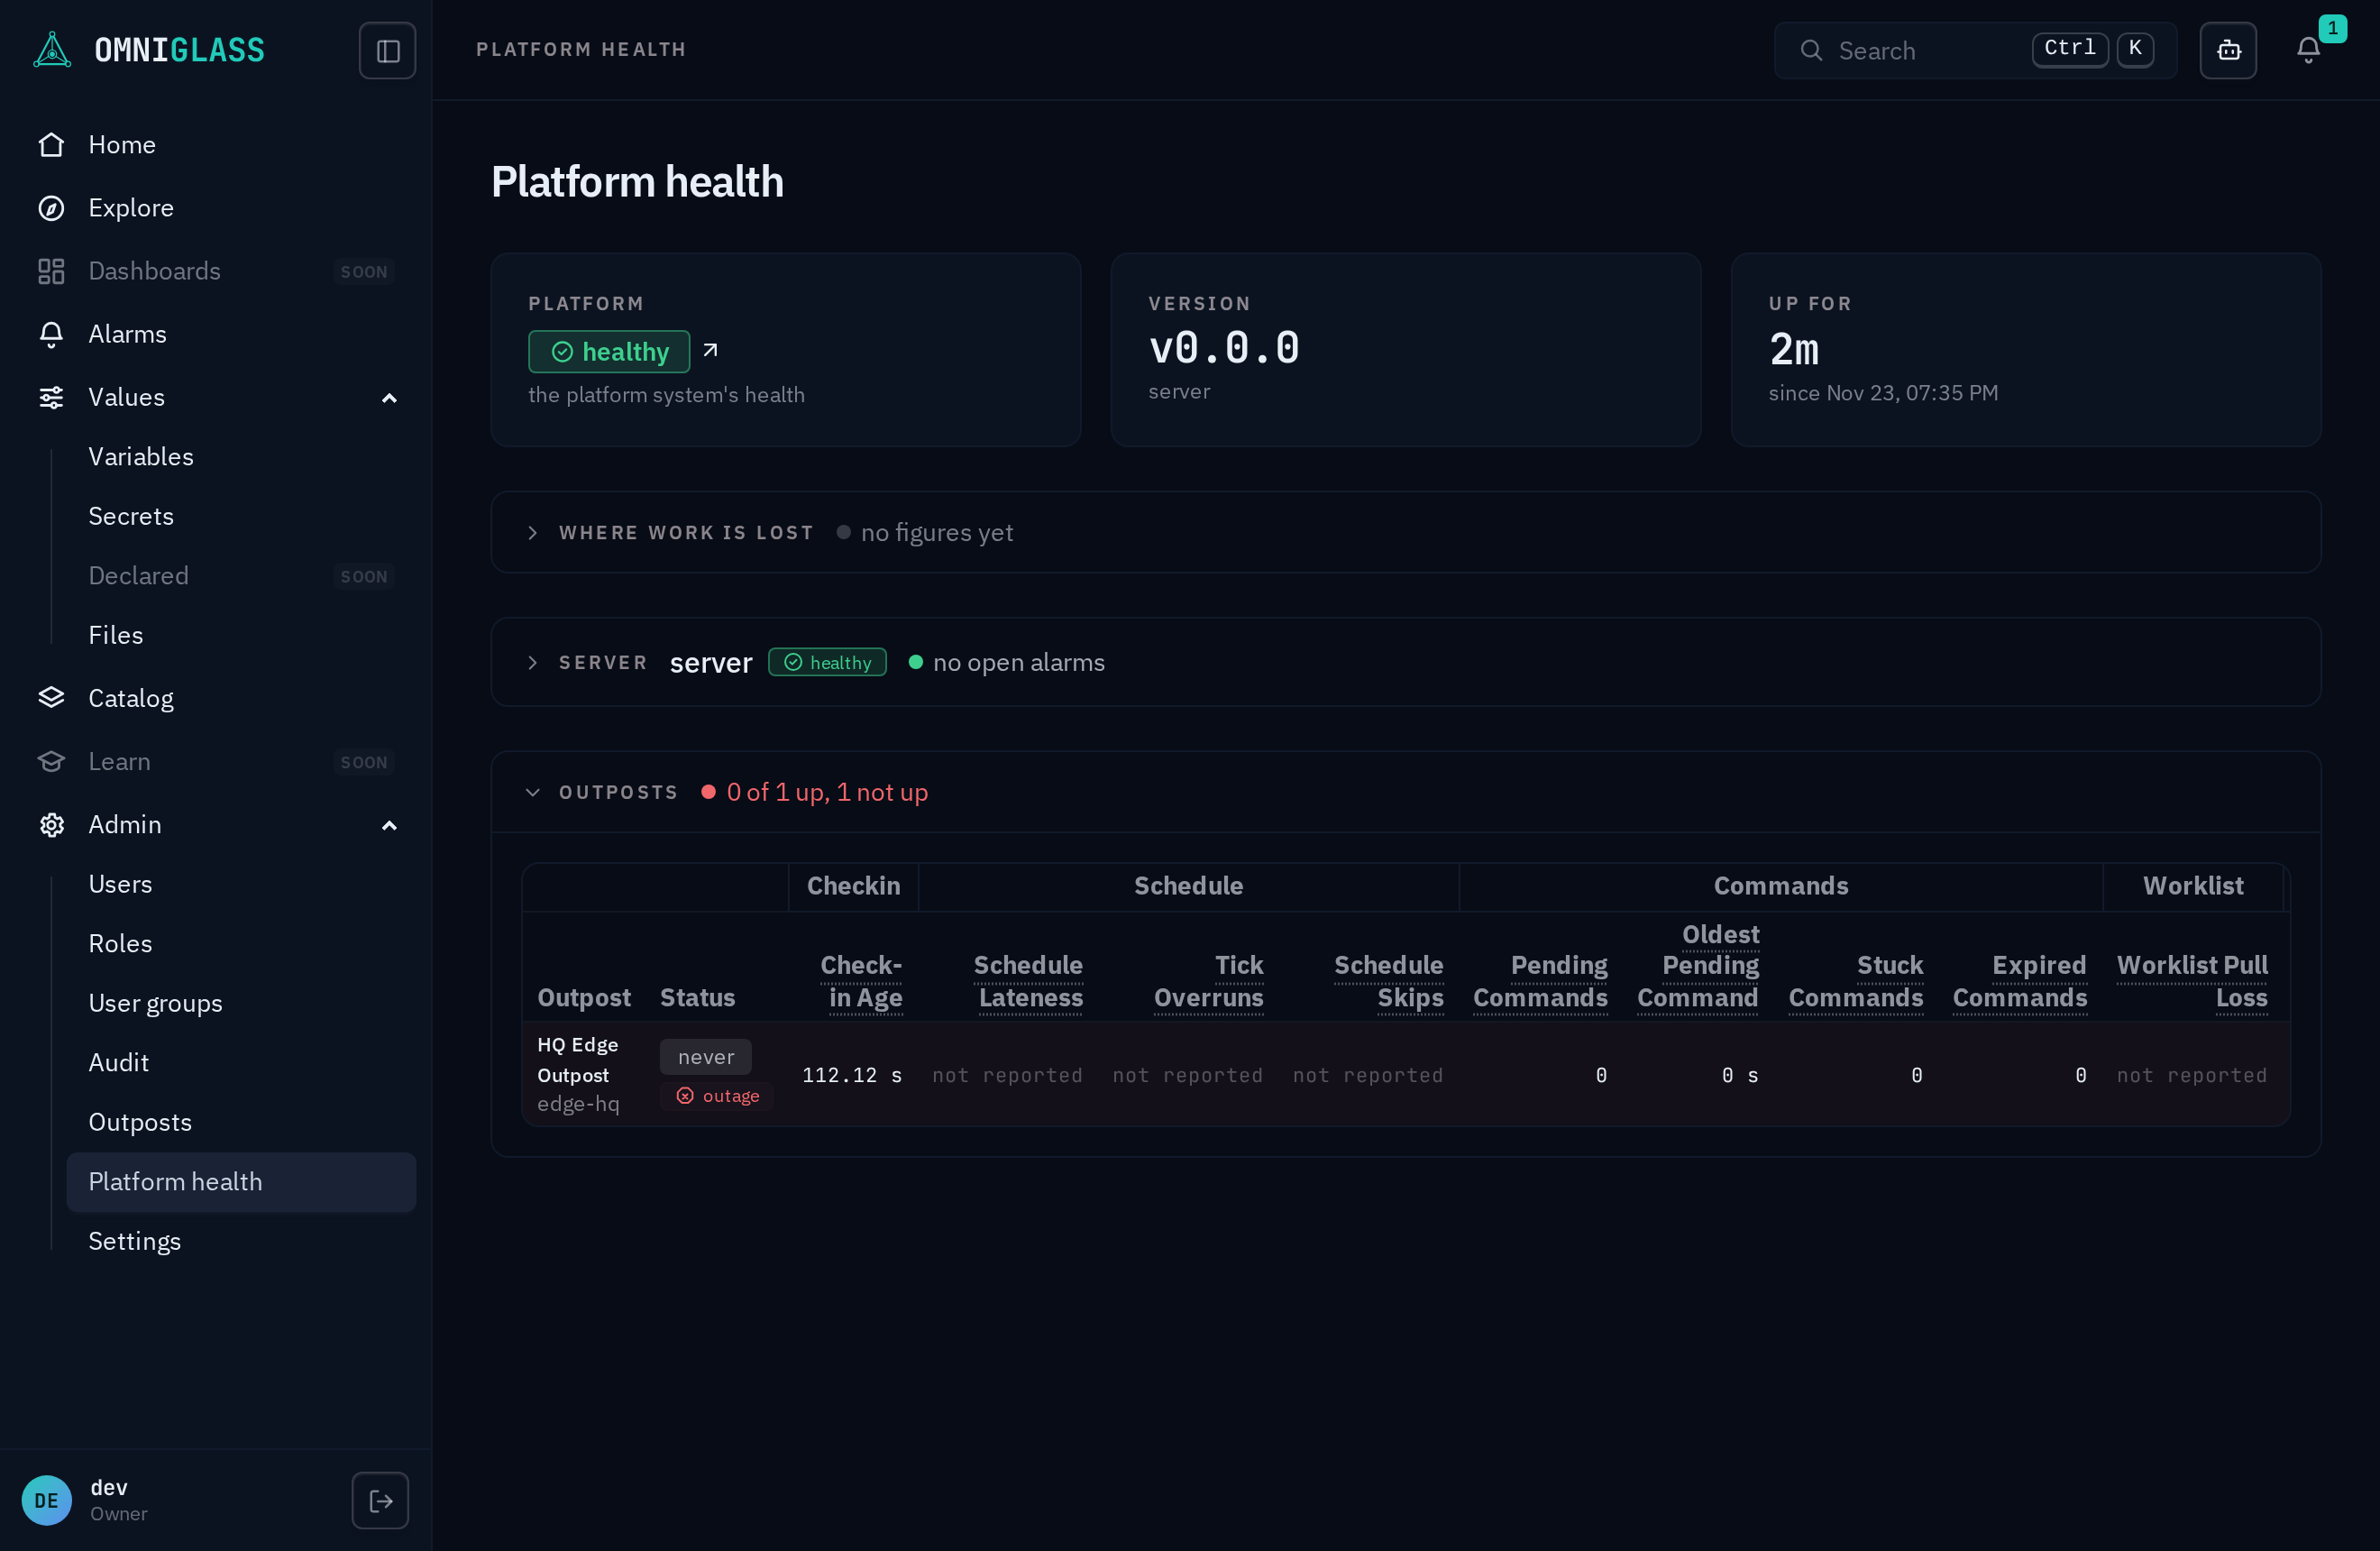 OMNIGLASS
PLATFORM HEALTH
Search
Ctrl K
1
Home
Explore
Dashboards SOON
Alarms
Values
Variables
Secrets
Declared SOON
Files
Catalog
Learn SOON
Admin
Users
Roles
User groups
Audit
Outposts
Platform health
Settings
DE
dev
Owner
Platform health
PLATFORM
healthy
the platform system's health
VERSION
v0.0.0
server
UP FOR
2m
since Nov 23, 07:35 PM
WHERE WORK IS LOST no figures yet
SERVER server healthy no open alarms
OUTPOSTS 0 of 1 up, 1 not up
Checkin Schedule Commands Worklist
Outpost
Status
Check-
in Age
Schedule
Lateness
Tick
Overruns
Schedule
Skips
Pending
Commands
Oldest
Pending
Command
Stuck
Commands
Expired
Commands
Worklist Pull
Loss
HQ Edge
Outpost
edge-hq
never
outage
112.12 s
not reported
not reported
not reported
0
0 s
0
0
not reported